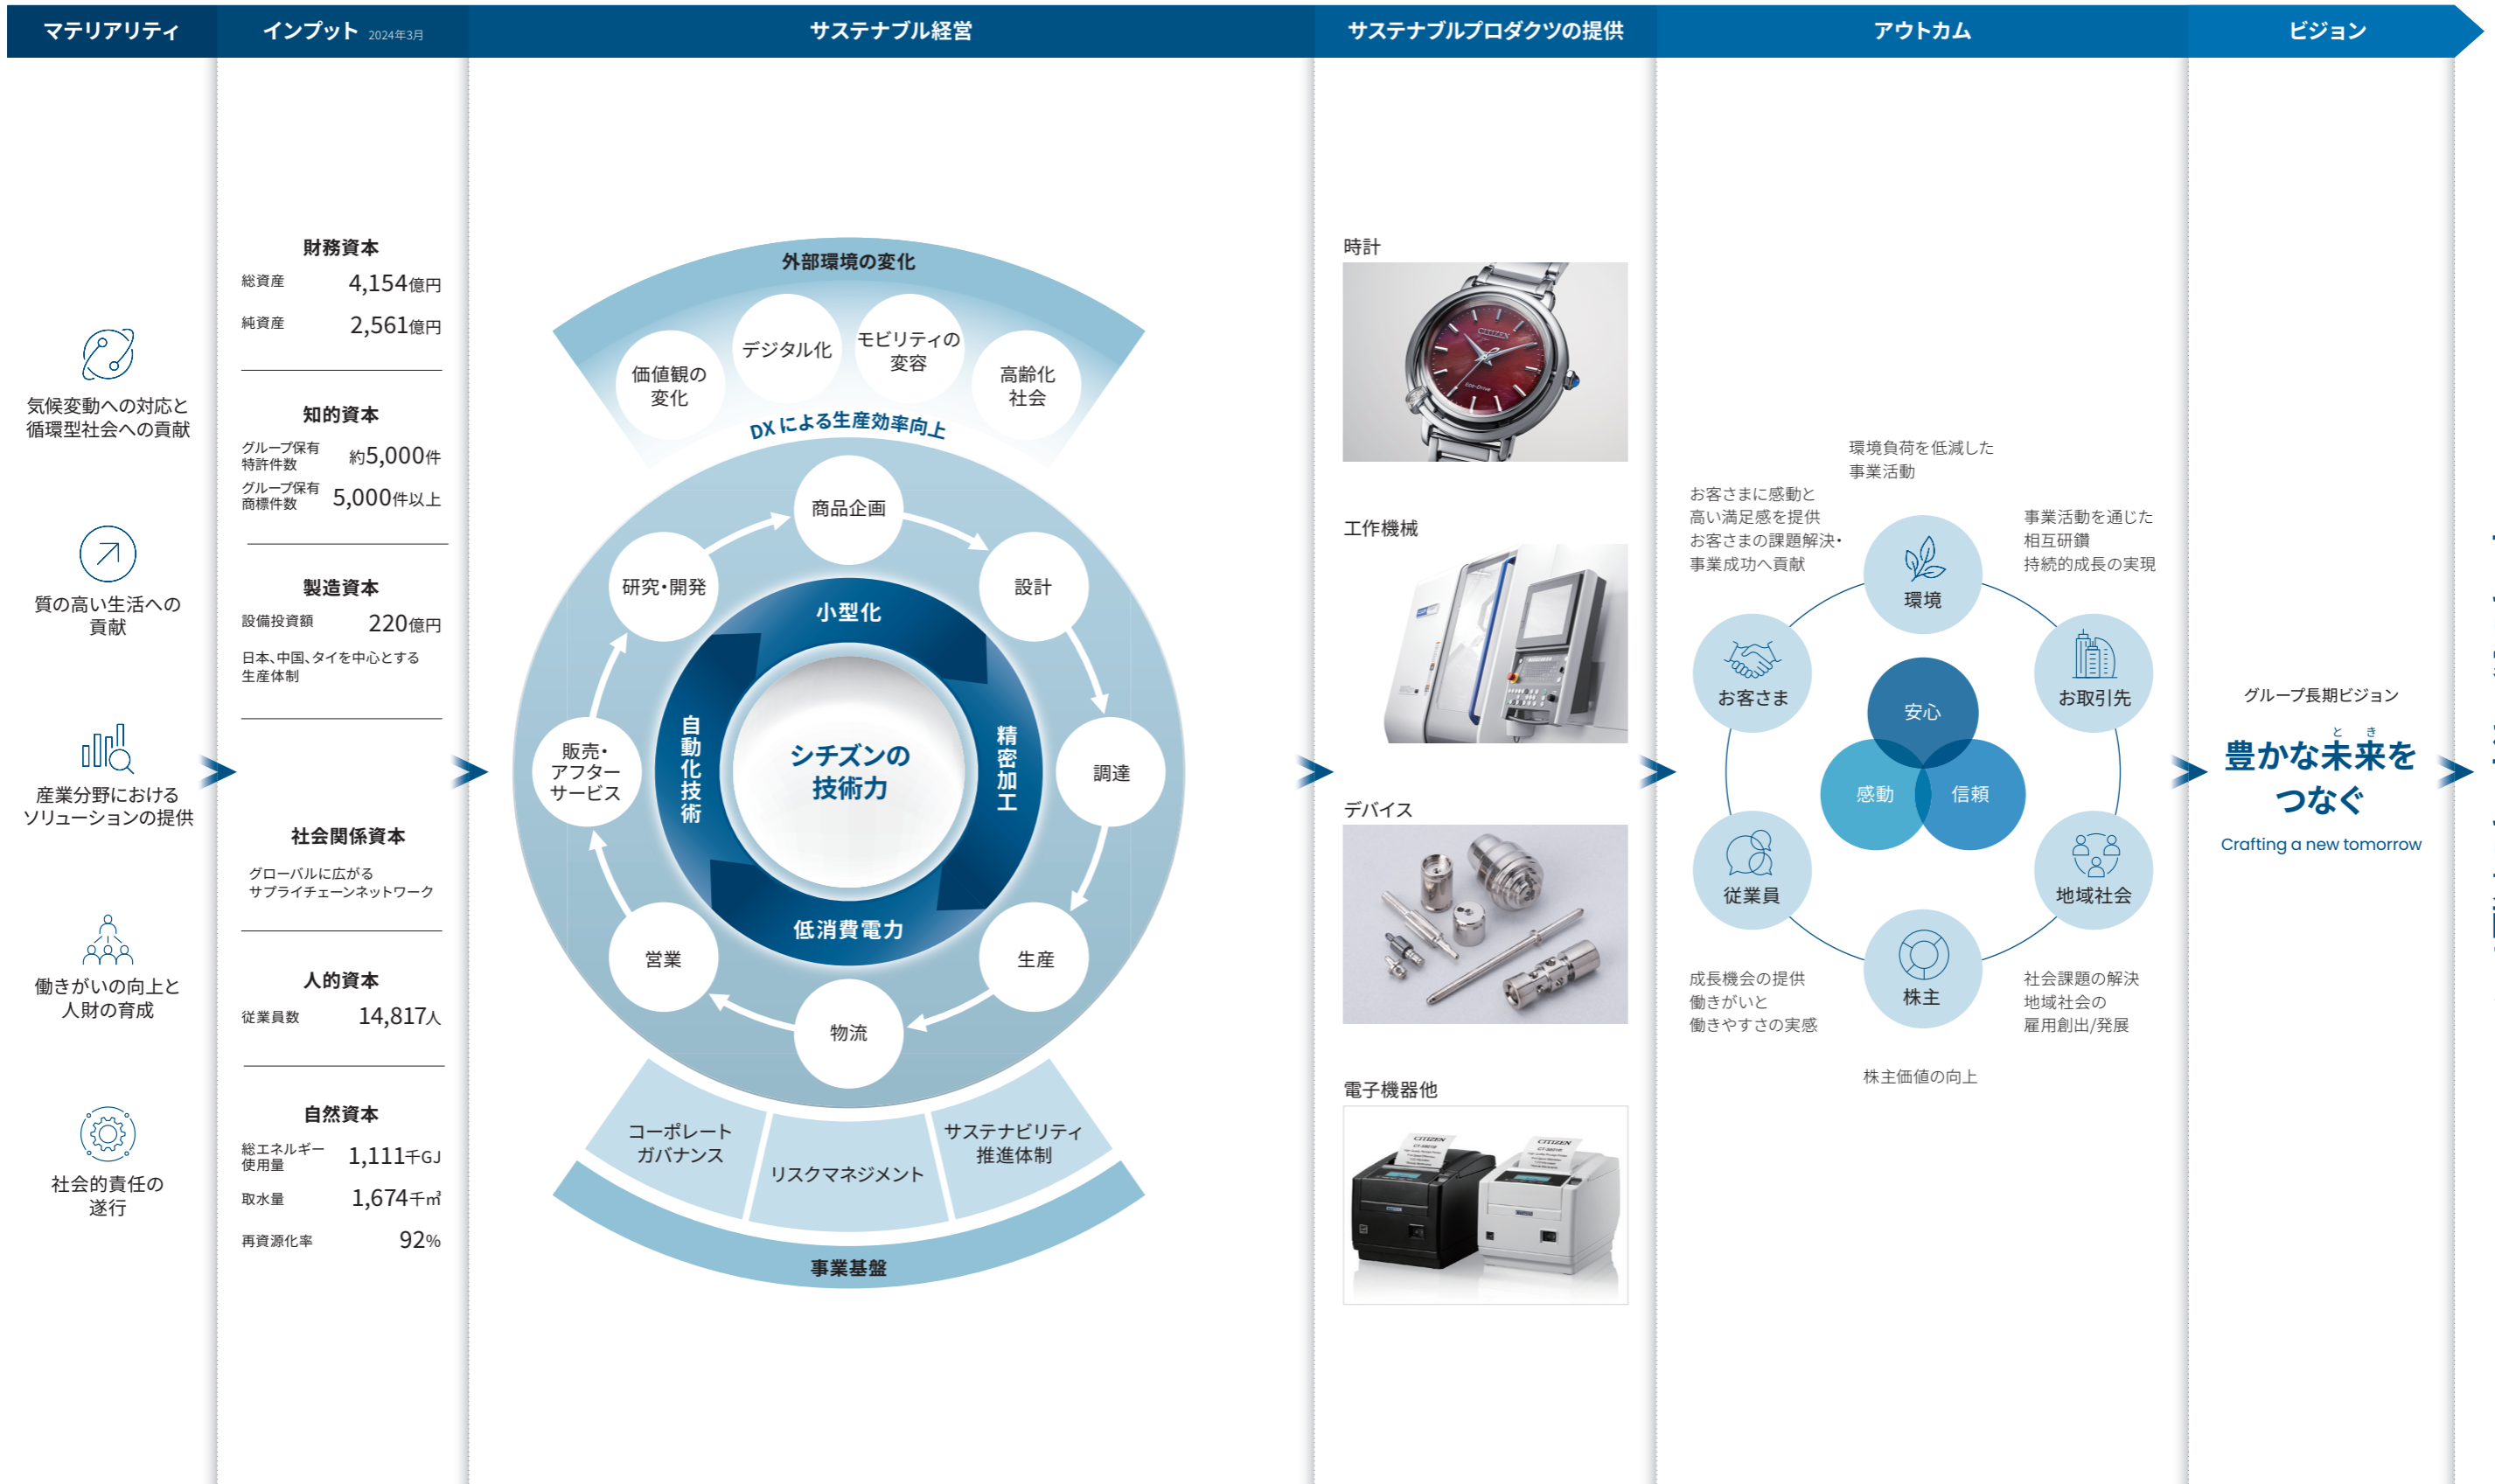 マテリアリティ
インプット 2024年3月
サステナブル経営
サステナブルプロダクツの提供
アウトカム
ビジョン
気候変動への対応と
循環型社会への貢献
質の高い生活への
貢献
産業分野における
ソリューションの提供
働きがいの向上と
人財の育成
社会的責任の
遂行
財務資本
総資産 4,154億円
純資産 2,561億円
知的資本
グループ保有
特許件数 約5,000件
グループ保有
商標件数 5,000件以上
製造資本
設備投資額 220億円
日本、中国、タイを中心とする
生産体制
社会関係資本
グローバルに広がる
サプライチェーンネットワーク
人的資本
従業員数 14,817人
自然資本
総エネルギー
使用量 1,111千GJ
取水量 1,674千㎥
再資源化率 92%
外部環境の変化
価値観の
変化
デジタル化
モビリティの
変容
高齢化
社会
DXによる生産効率向上
商品企画
設計
調達
生産
物流
営業
販売・
アフター
サービス
研究・開発
小型化
精密加工
低消費電力
自動化技術
シチズンの
技術力
コーポレート
ガバナンス
リスクマネジメント
サステナビリティ
推進体制
事業基盤
時計
CITIZEN
Eco-Drive
工作機械
デバイス
電子機器他
CITIZEN
CITIZEN
環境負荷を低減した
事業活動
お客さまに感動と
高い満足感を提供
お客さまの課題解決・
事業成功へ貢献
事業活動を通じた
相互研鑽
持続的成長の実現
環境
お客さま
お取引先
安心
感動
信頼
従業員
地域社会
株主
成長機会の提供
働きがいと
働きやすさの実感
社会課題の解決
地域社会の
雇用創出/発展
株主価値の向上
グループ長期ビジョン
とき
豊かな未来を
つなぐ
Crafting a new tomorrow